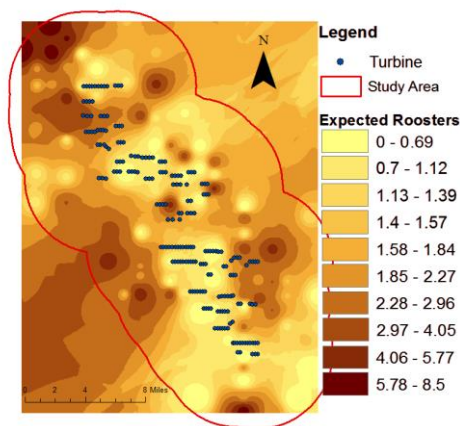 N
Legend
Turbine
Study Area
Expected Roosters
0 - 0.69
0.7 - 1.12
1.13 - 1.39
1.4 - 1.57
1.58 - 1.84
1.85 - 2.27
2.28 - 2.96
2.97 - 4.05
4.06 - 5.77
5.78 - 8.5
0 2 4 8 Miles